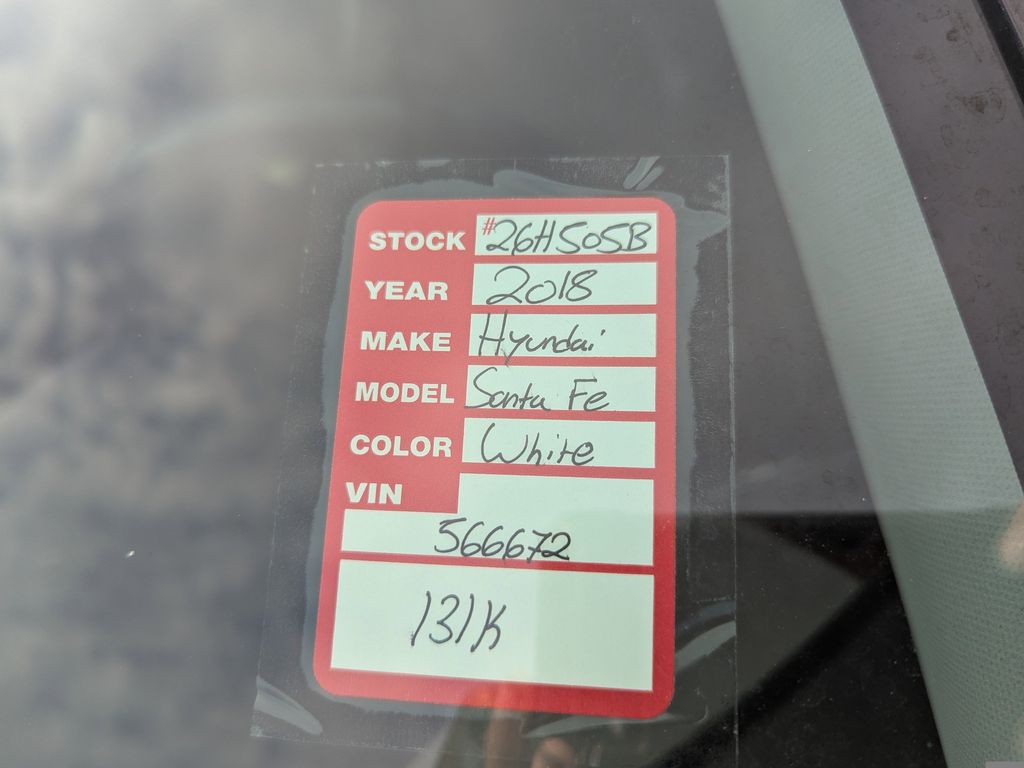 STOCK #26H505B
YEAR 2018
MAKE Hyundai
MODEL Santa Fe
COLOR White
VIN
566672
131K